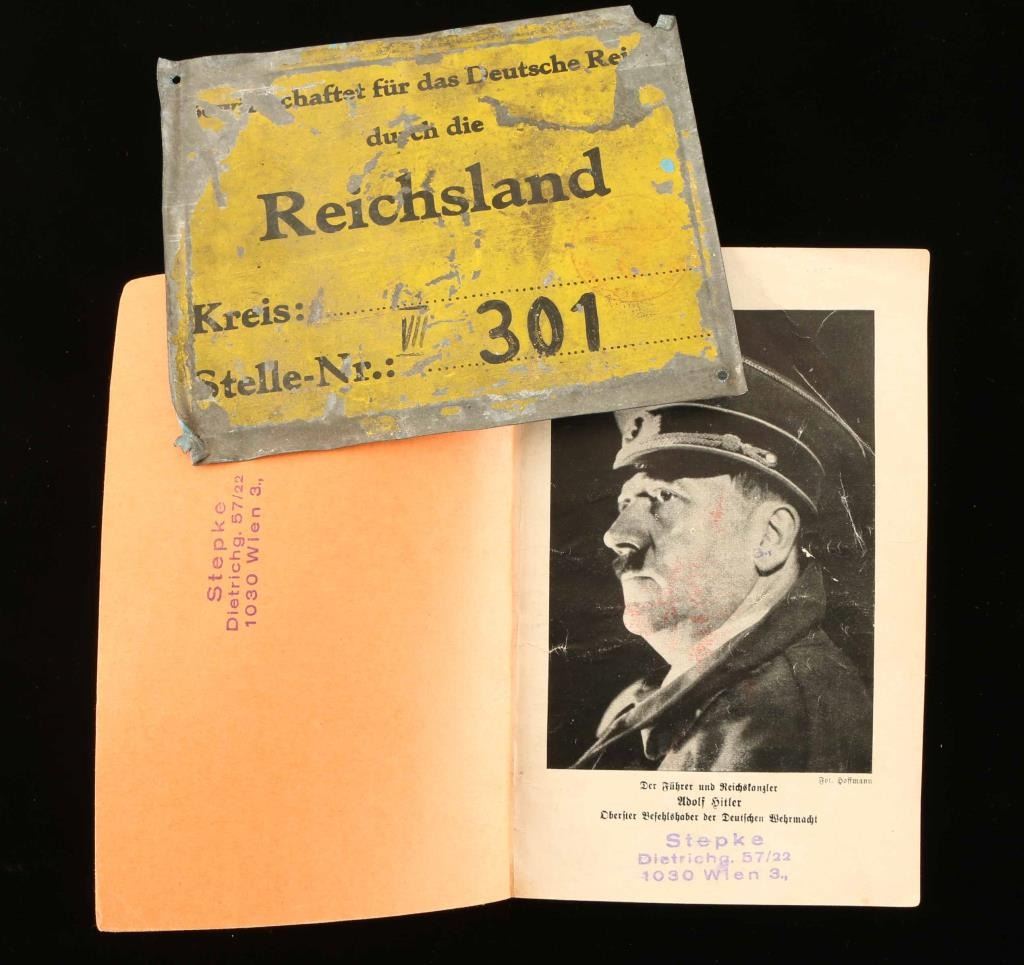 für das Deutsche
durch die
Reichsland
Kreis:
VII 301
Stelle-Nr.:
Stepke
Dietrichg. 57/22
1030 Wien 3.,
Fot. Hoffmann
Der Führer und Reichskanzler
Adolf Hitler
Oberster Befehlshaber der Deutschen Wehrmacht
Stepke
Dietrichg. 57/22
1030 Wien 3.,